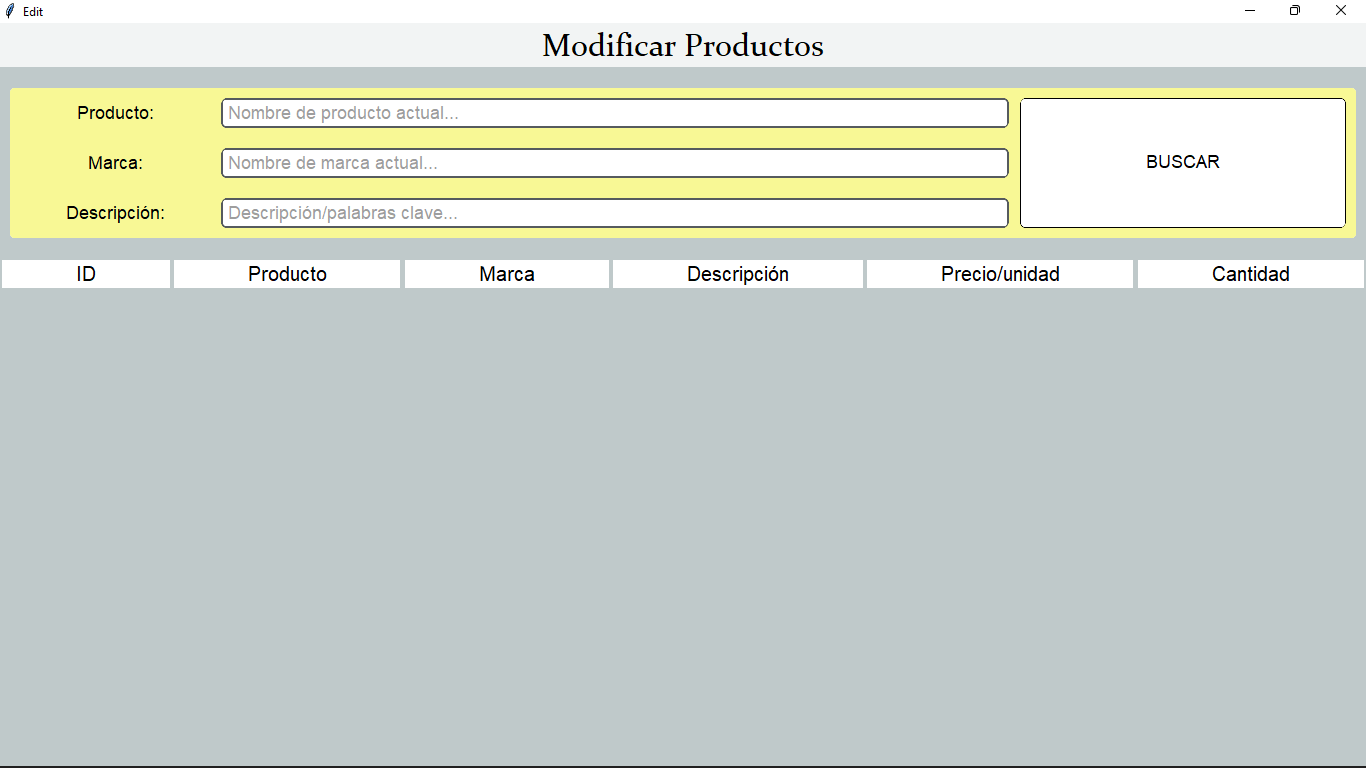 Edit
Modificar Productos
Producto: Nombre de producto actual...
Marca: Nombre de marca actual...
Descripción: Descripción/palabras clave...
BUSCAR
ID Producto Marca Descripción Precio/unidad Cantidad